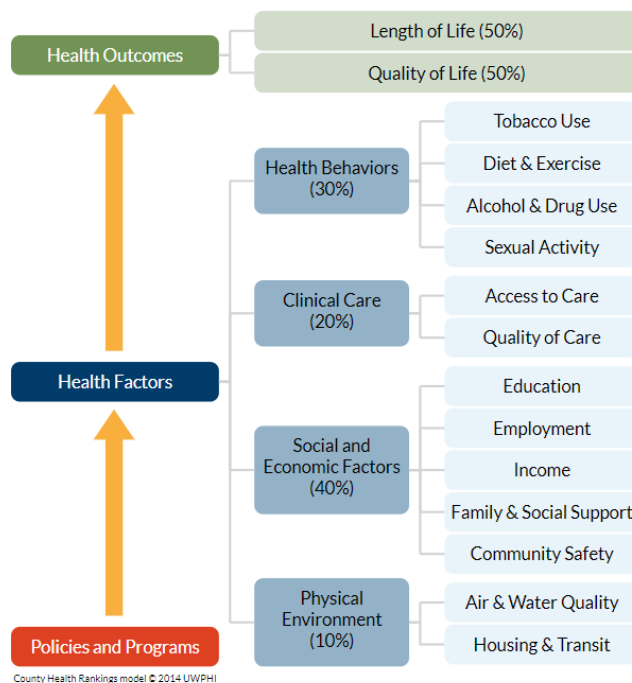 Health Outcomes
Length of Life (50%)
Quality of Life (50%)
Health Behaviors
(30%)
Tobacco Use
Diet & Exercise
Alcohol & Drug Use
Sexual Activity
Clinical Care
(20%)
Access to Care
Quality of Care
Health Factors
Social and
Economic Factors
(40%)
Education
Employment
Income
Family & Social Support
Community Safety
Physical
Environment
(10%)
Air & Water Quality
Housing & Transit
Policies and Programs
County Health Rankings model © 2014 UWPHI